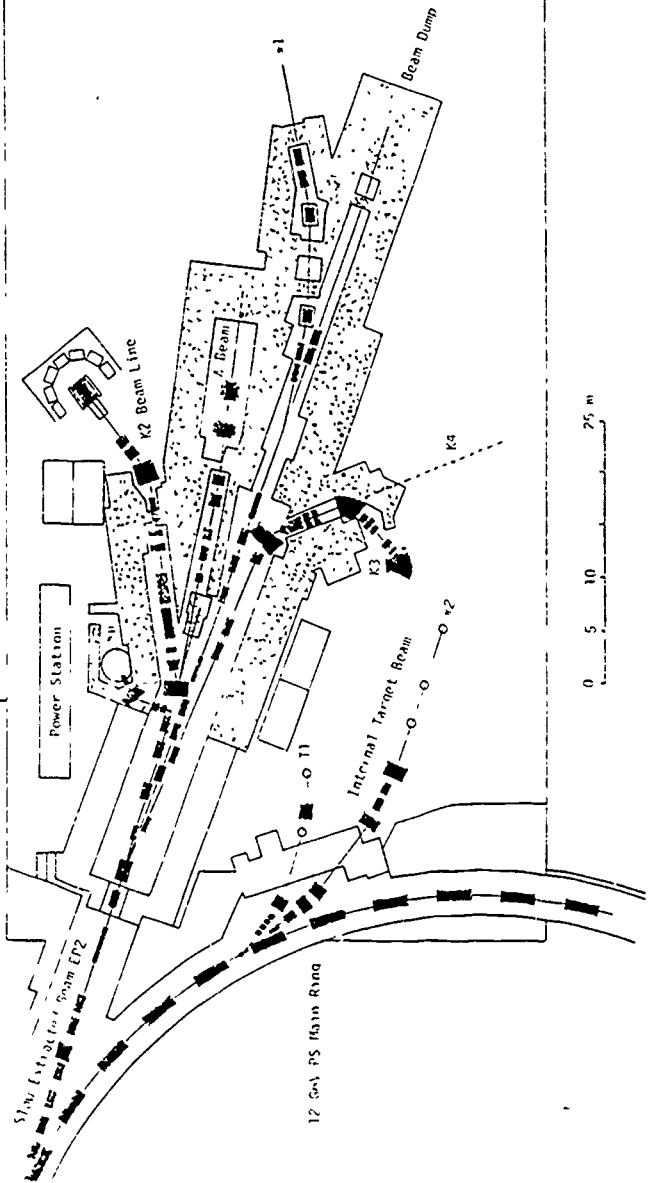 π1
Beam Dump
K2 Beam Line
Beam
Power Station
K4
K3
Internal Target Beam
π2
T1
Slow Extracted Beam EP2
12 GeV PS Main Ring
0 5 10 25 m